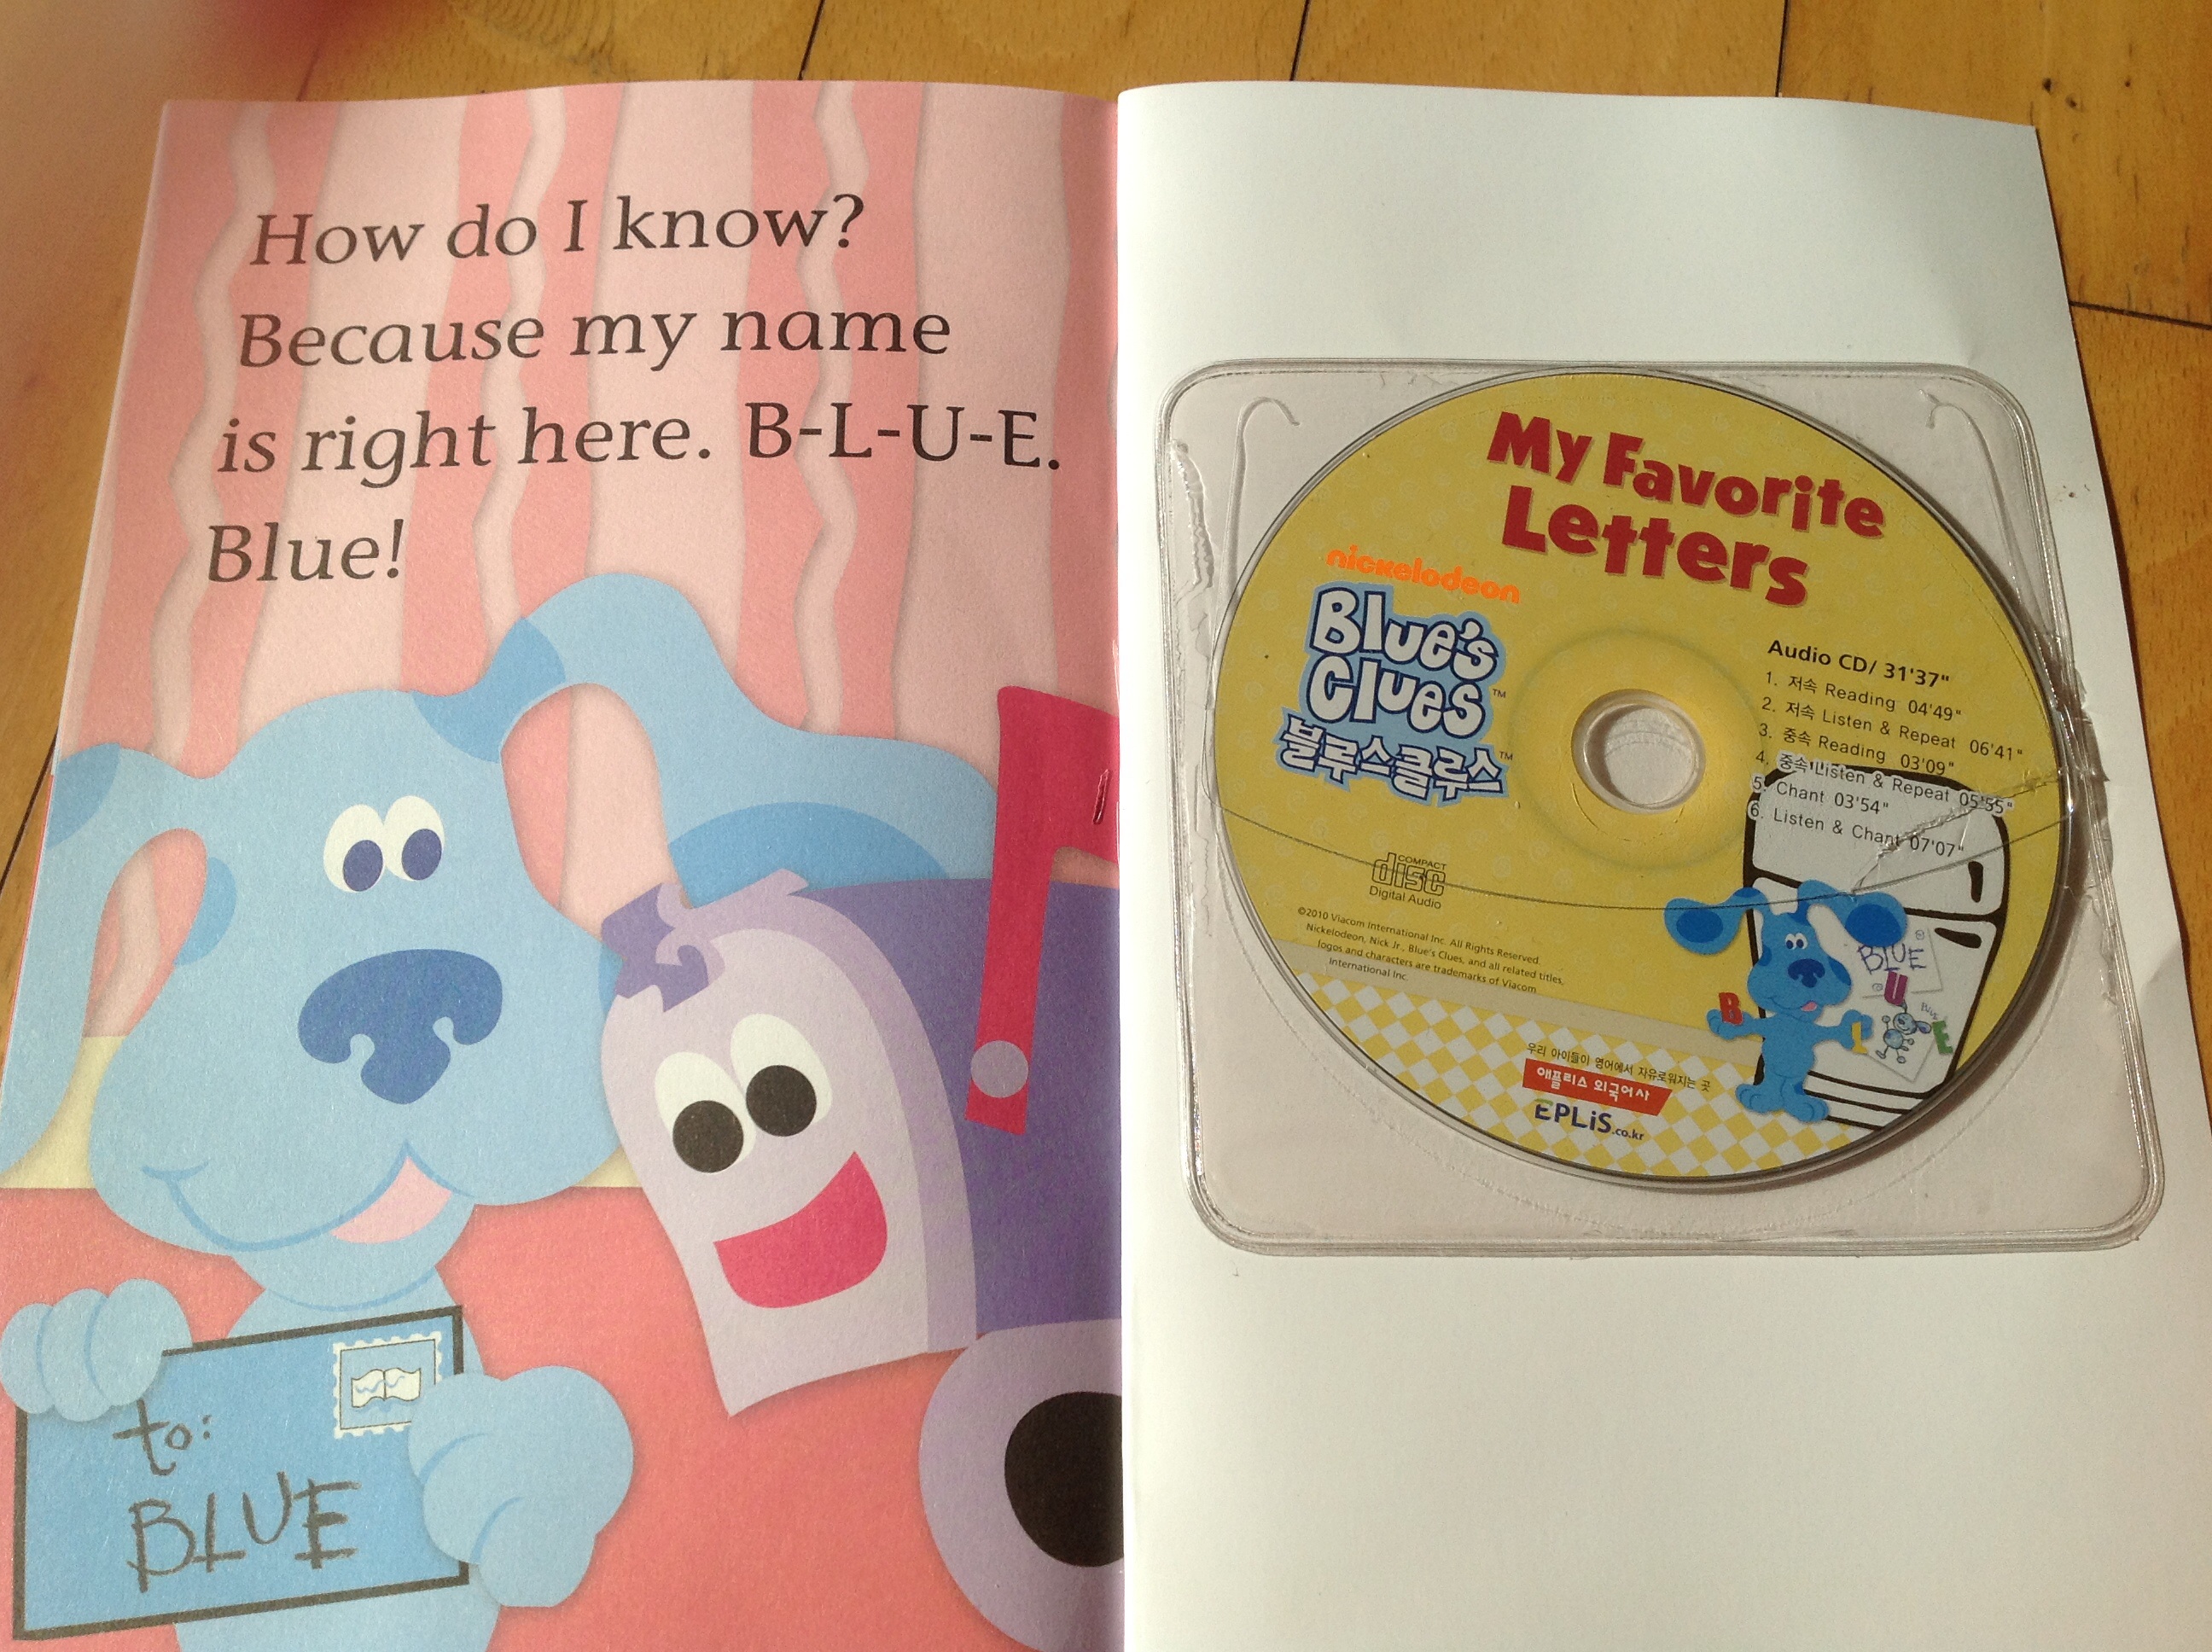 How do I know?
Because my name
is right here. B-L-U-E.
Blue!
to:
BLUE
My Favorite
Letters
nickelodeon
Blue's
Clues™
블루스클루스™
Audio CD/ 31'37"
1. 저속 Reading 04'49"
2. 저속 Listen & Repeat 06'41"
3. 중속 Reading 03'09"
4. 중속 Listen & Repeat 05'55"
5. Chant 03'54"
6. Listen & Chant 07'07"
COMPACT
disc
Digital Audio
©2010 Viacom International Inc. All Rights Reserved.
Nickelodeon, Nick Jr., Blue's Clues, and all related titles,
logos and characters are trademarks of Viacom
International Inc.
BLUE
B L U E
우리 아이들이 영어에서 자유로워지는 곳
애플리스 외국어사
EPLiS.co.kr